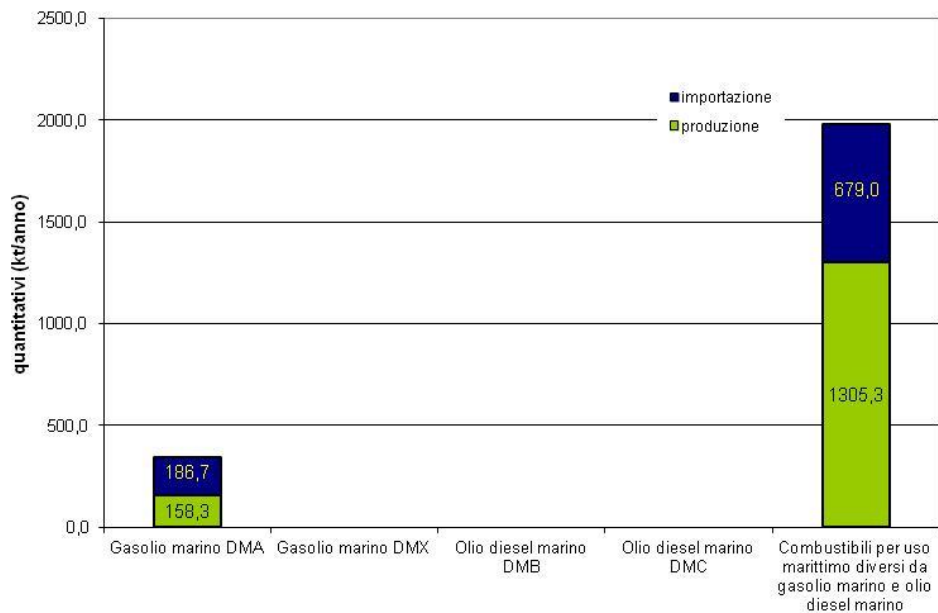 2500,0
2000,0
1500,0
1000,0
500,0
0,0
quantitativi (kt/anno)
importazione
produzione
679,0
1305,3
186,7
158,3
Gasolio marino DMA
Gasolio marino DMX
Olio diesel marino
DMB
Olio diesel marino
DMC
Combustibili per uso
marittimo diversi da
gasolio marino e olio
diesel marino